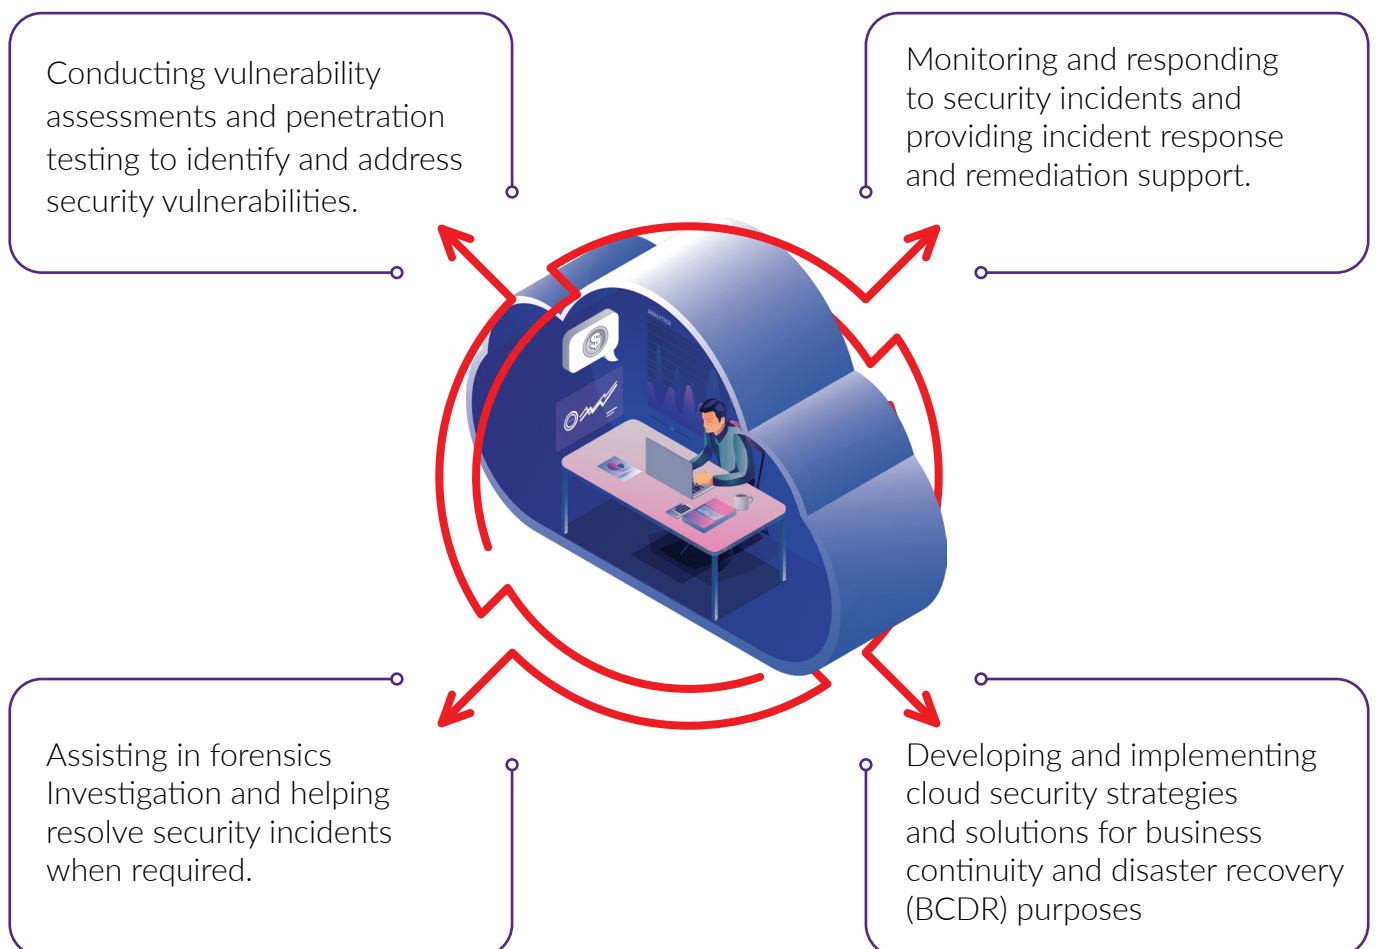 Conducting vulnerability
assessments and penetration
testing to identify and address
security vulnerabilities.
Monitoring and responding
to security incidents and
providing incident response
and remediation support.
ANALYTICS
$
Assisting in forensics
Investigation and helping
resolve security incidents
when required.
Developing and implementing
cloud security strategies
and solutions for business
continuity and disaster recovery
(BCDR) purposes